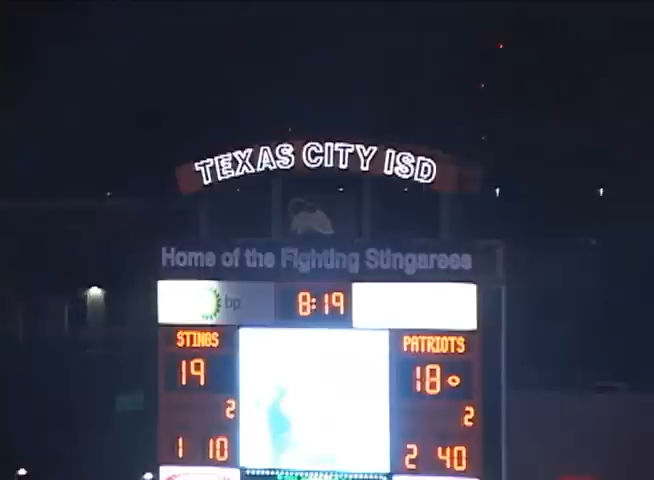 TEXAS CITY ISD
Home of the Fighting Stingarees
bp 8:19
STINGS PATRIOTS
19 18
2 2
1 10 2 40